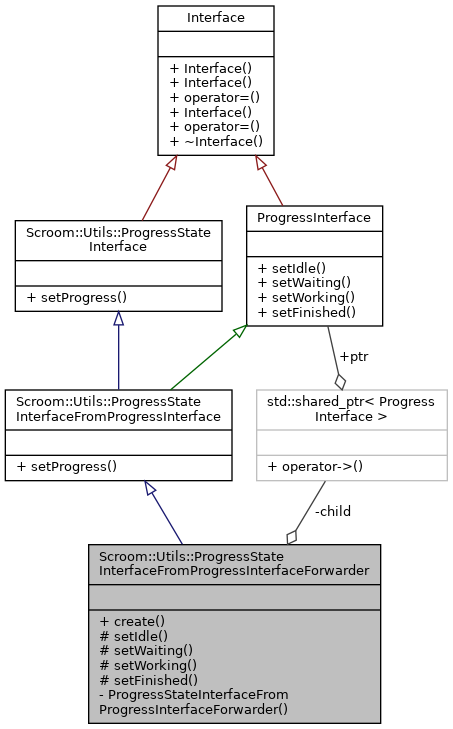 Interface
+ Interface()
+ Interface()
+ operator=()
+ Interface()
+ operator=()
+ ~Interface()
Scroom::Utils::ProgressState
Interface
+ setProgress()
ProgressInterface
+ setIdle()
+ setWaiting()
+ setWorking()
+ setFinished()
+ptr
Scroom::Utils::ProgressState
InterfaceFromProgressInterface
+ setProgress()
std::shared_ptr< Progress
Interface >
+ operator->()
-child
Scroom::Utils::ProgressState
InterfaceFromProgressInterfaceForwarder
+ create()
# setIdle()
# setWaiting()
# setWorking()
# setFinished()
- ProgressStateInterfaceFrom
ProgressInterfaceForwarder()